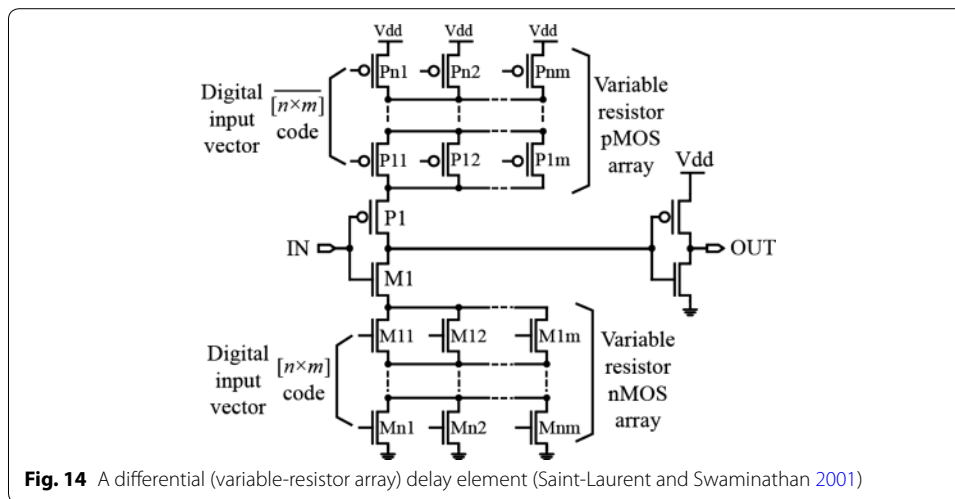 Vdd Vdd Vdd
Pn1 Pn2 Pnm
Digital
input
vector
[n×m]
code
Variable
resistor
pMOS
array
P11 P12 P1m
Vdd
P1
IN
OUT
M1
M11 M12 M1m
Digital
input
vector
[n×m]
code
Variable
resistor
nMOS
array
Mn1 Mn2 Mnm
Fig. 14 A differential (variable-resistor array) delay element (Saint-Laurent and Swaminathan 2001)